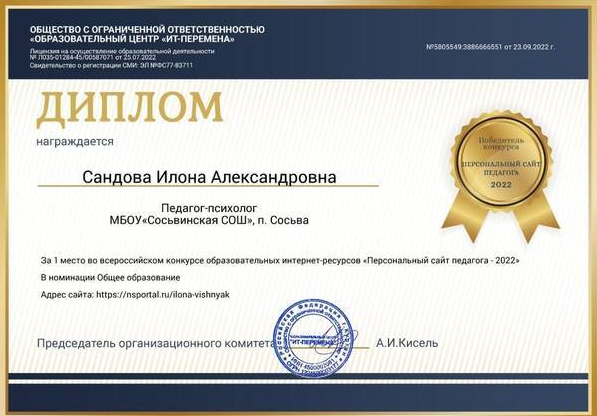 ОБЩЕСТВО С ОГРАНИЧЕННОЙ ОТВЕТСТВЕННОСТЬЮ
«ОБРАЗОВАТЕЛЬНЫЙ ЦЕНТР «ИТ-ПЕРЕМЕНА»
Лицензия на осуществление образовательной деятельности
№ Л035-01284-45/00587071 от 25.07.2022
Свидетельство о регистрации СМИ: ЭЛ №ФС77-83711
№5805549:3886666551 от 23.09.2022 г.
ДИПЛОМ
награждается
Победитель
конкурса
ПЕРСОНАЛЬНЫЙ САЙТ
ПЕДАГОГА
2022
Сандова Илона Александровна
Педагог-психолог
МБОУ«Сосьвинская СОШ», п. Сосьва
За 1 место во всероссийском конкурсе образовательных интернет-ресурсов «Персональный сайт педагога - 2022»
В номинации Общее образование
Адрес сайта: https://nsportal.ru/ilona-vishnyak
Председатель организационного комитета
А.И.Кисель
"ИТ-ПЕРЕМЕНА"